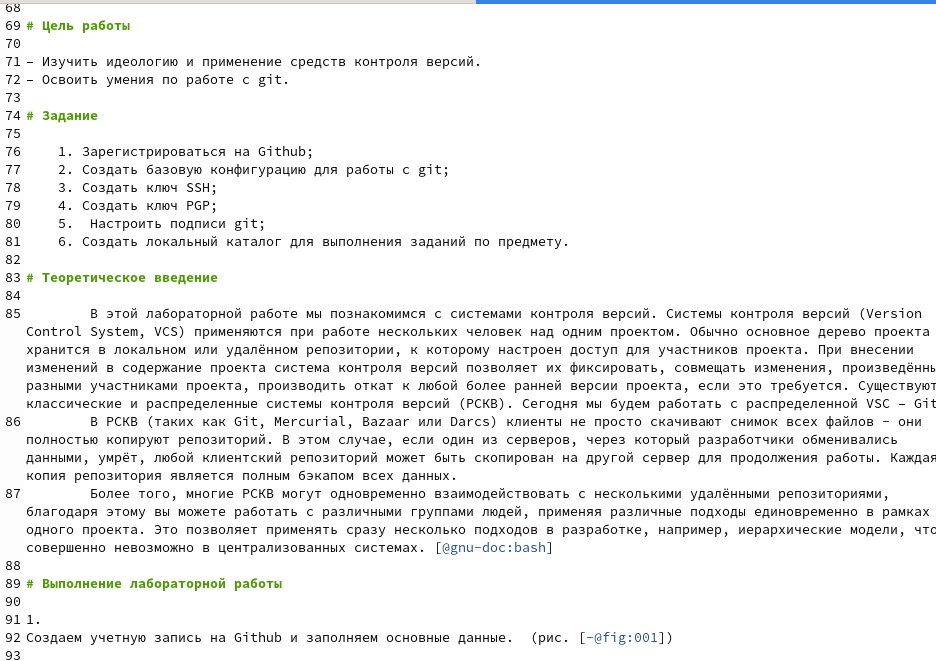 68
69 # Цель работы
70
71 – Изучить идеологию и применение средств контроля версий.
72 – Освоить умения по работе с git.
73
74 # Задание
75
76 1. Зарегистрироваться на Github;
77 2. Создать базовую конфигурацию для работы с git;
78 3. Создать ключ SSH;
79 4. Создать ключ PGP;
80 5. Настроить подписи git;
81 6. Создать локальный каталог для выполнения заданий по предмету.
82
83 # Теоретическое введение
84
85 В этой лабораторной работе мы познакомимся с системами контроля версий. Системы контроля версий (Version
Control System, VCS) применяются при работе нескольких человек над одним проектом. Обычно основное дерево проекта
хранится в локальном или удалённом репозитории, к которому настроен доступ для участников проекта. При внесении
изменений в содержание проекта система контроля версий позволяет их фиксировать, совмещать изменения, произведённы
разными участниками проекта, производить откат к любой более ранней версии проекта, если это требуется. Существуют
классические и распределенные системы контроля версий (РСКВ). Сегодня мы будем работать с распределенной VSC – Git
86 В РСКВ (таких как Git, Mercurial, Bazaar или Darcs) клиенты не просто скачивают снимок всех файлов - они
полностью копируют репозиторий. В этом случае, если один из серверов, через который разработчики обменивались
данными, умрёт, любой клиентский репозиторий может быть скопирован на другой сервер для продолжения работы. Каждая
копия репозитория является полным бэкапом всех данных.
87 Более того, многие РСКВ могут одновременно взаимодействовать с несколькими удалёнными репозиториями,
благодаря этому вы можете работать с различными группами людей, применяя различные подходы единовременно в рамках
одного проекта. Это позволяет применять сразу несколько подходов в разработке, например, иерархические модели, что
совершенно невозможно в централизованных системах. [@gnu-doc:bash]
88
89 # Выполнение лабораторной работы
90
91 1.
92 Создаем учетную запись на Github и заполняем основные данные. (рис. [-@fig:001])
93